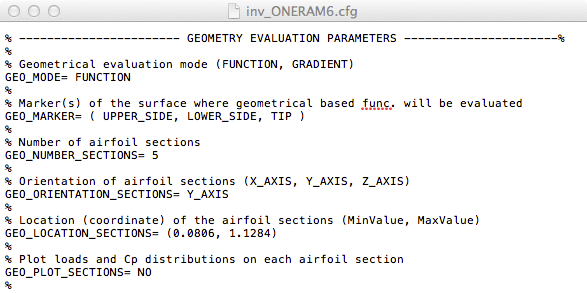 inv_ONERAM6.cfg
% ----------------------- GEOMETRY EVALUATION PARAMETERS ----------------------%
%
% Geometrical evaluation mode (FUNCTION, GRADIENT)
GEO_MODE= FUNCTION
%
% Marker(s) of the surface where geometrical based func. will be evaluated
GEO_MARKER= ( UPPER_SIDE, LOWER_SIDE, TIP )
%
% Number of airfoil sections
GEO_NUMBER_SECTIONS= 5
%
% Orientation of airfoil sections (X_AXIS, Y_AXIS, Z_AXIS)
GEO_ORIENTATION_SECTIONS= Y_AXIS
%
% Location (coordinate) of the airfoil sections (MinValue, MaxValue)
GEO_LOCATION_SECTIONS= (0.0806, 1.1284)
%
% Plot loads and Cp distributions on each airfoil section
GEO_PLOT_SECTIONS= NO
%